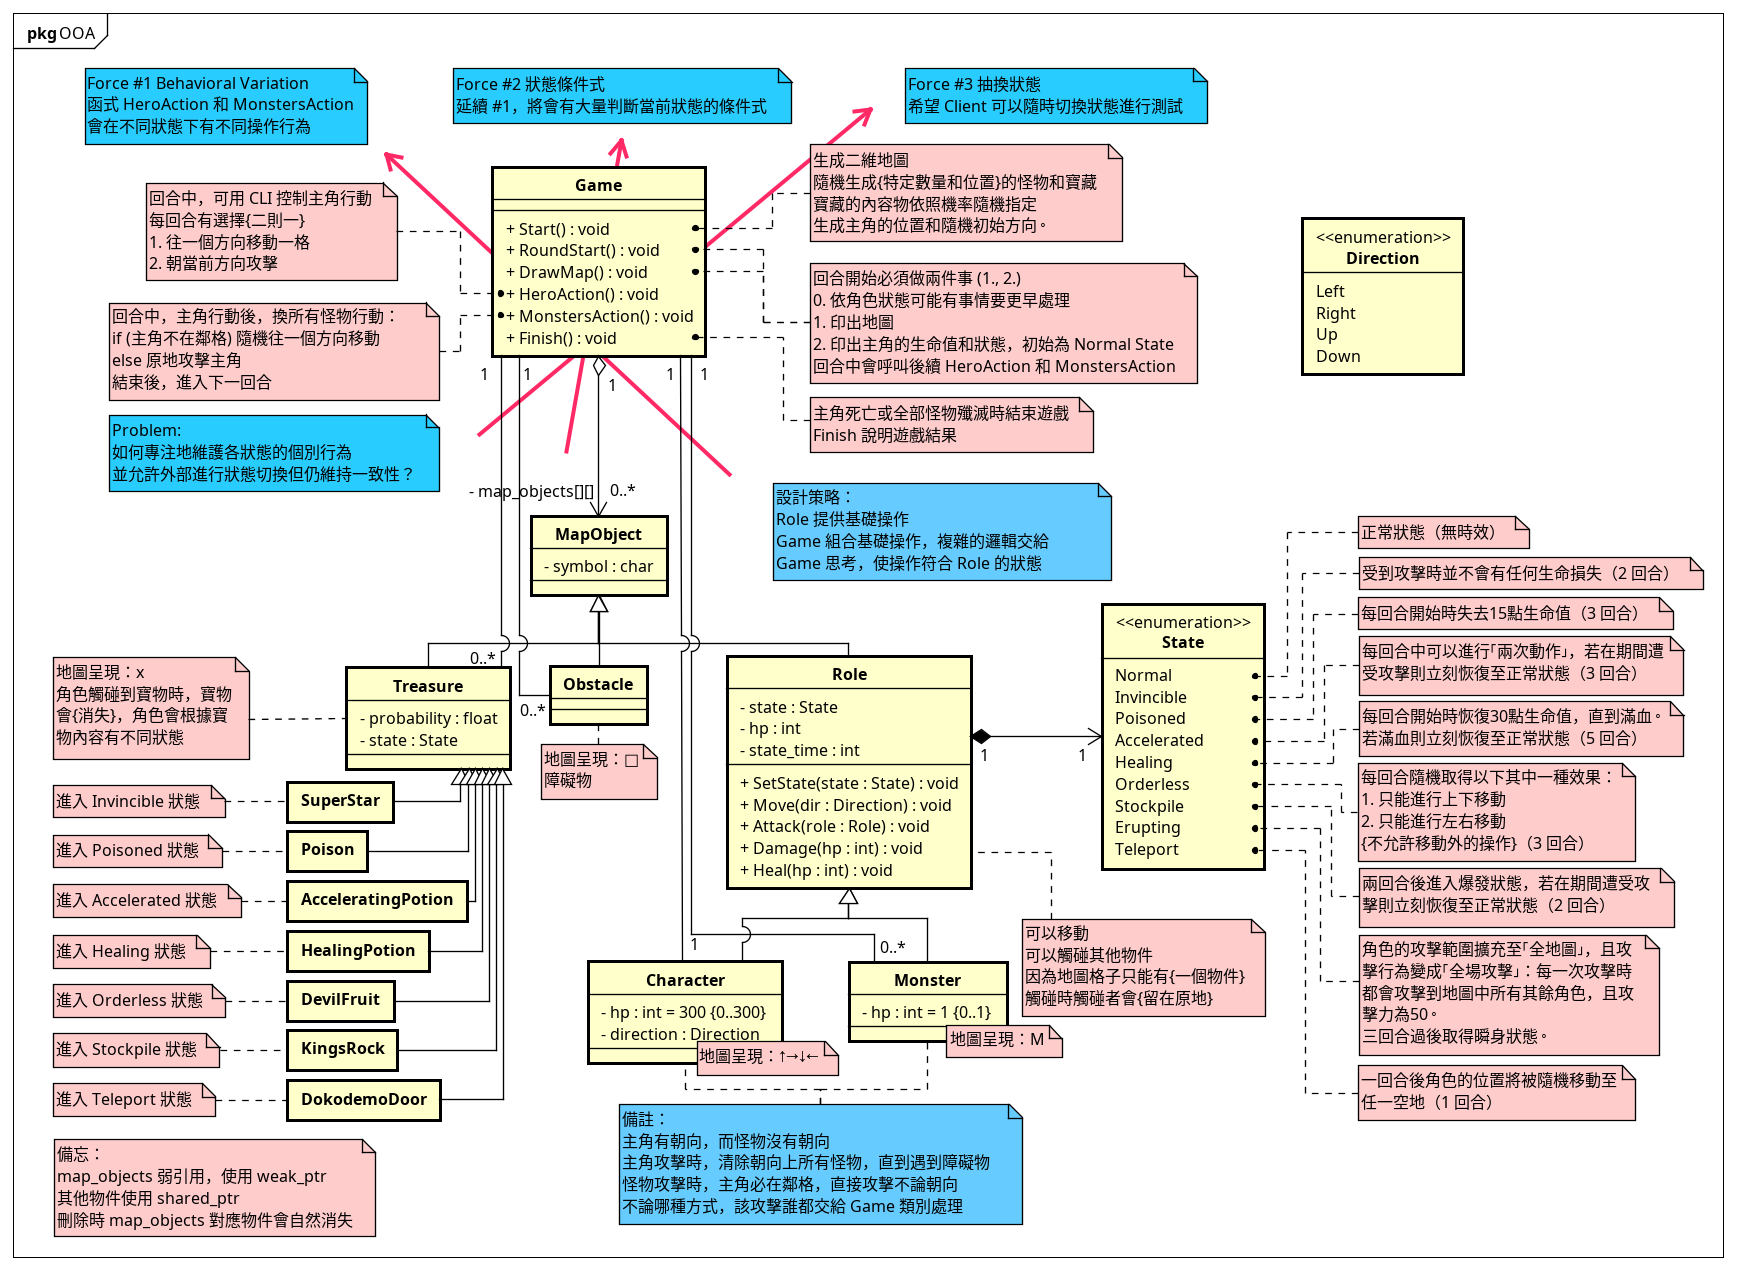 pkg OOA
Force #1 Behavioral Variation
函式 HeroAction 和 MonstersAction
會在不同狀態下有不同操作行為
Force #2 狀態條件式
延續 #1，將會有大量判斷當前狀態的條件式
Force #3 抽換狀態
希望 Client 可以隨時切換狀態進行測試
回合中，可用 CLI 控制主角行動
每回合有選擇{二則一}
1. 往一個方向移動一格
2. 朝當前方向攻擊
回合中，主角行動後，換所有怪物行動：
if (主角不在鄰格) 隨機往一個方向移動
else 原地攻擊主角
結束後，進入下一回合
Problem:
如何專注地維護各狀態的個別行為
並允許外部進行狀態切換但仍維持一致性？
Game
+ Start() : void
+ RoundStart() : void
+ DrawMap() : void
+ HeroAction() : void
+ MonstersAction() : void
+ Finish() : void
生成二維地圖
隨機生成{特定數量和位置}的怪物和寶藏
寶藏的內容物依照機率隨機指定
生成主角的位置和隨機初始方向。
回合開始必須做兩件事 (1., 2.)
0. 依角色狀態可能有事情要更早處理
1. 印出地圖
2. 印出主角的生命值和狀態，初始為 Normal State
回合中會呼叫後續 HeroAction 和 MonstersAction
主角死亡或全部怪物殲滅時結束遊戲
Finish 說明遊戲結果
<<enumeration>>
Direction
Left
Right
Up
Down
1
1
1
1
1
- map_objects[][]
0..*
MapObject
- symbol : char
設計策略：
Role 提供基礎操作
Game 組合基礎操作，複雜的邏輯交給
Game 思考，使操作符合 Role 的狀態
地圖呈現：x
角色觸碰到寶物時，寶物
會{消失}，角色會根據寶
物內容有不同狀態
0..*
Treasure
- probability : float
- state : State
0..*
Obstacle
地圖呈現：□
障礙物
Role
- state : State
- hp : int
- state_time : int
+ SetState(state : State) : void
+ Move(dir : Direction) : void
+ Attack(role : Role) : void
+ Damage(hp : int) : void
+ Heal(hp : int) : void
1
1
<<enumeration>>
State
Normal
Invincible
Poisoned
Accelerated
Healing
Orderless
Stockpile
Erupting
Teleport
正常狀態（無時效）
受到攻擊時並不會有任何生命損失（2 回合）
每回合開始時失去15點生命值（3 回合）
每回合中可以進行「兩次動作」，若在期間遭
受攻擊則立刻恢復至正常狀態（3 回合）
每回合開始時恢復30點生命值，直到滿血。
若滿血則立刻恢復至正常狀態（5 回合）
每回合隨機取得以下其中一種效果：
1. 只能進行上下移動
2. 只能進行左右移動
{不允許移動外的操作}（3 回合）
兩回合後進入爆發狀態，若在期間遭受攻
擊則立刻恢復至正常狀態（2 回合）
角色的攻擊範圍擴充至「全地圖」，且攻
擊行為變成「全場攻擊」：每一次攻擊時
都會攻擊到地圖中所有其餘角色，且攻
擊力為50。
三回合過後取得瞬身狀態。
一回合後角色的位置將被隨機移動至
任一空地（1 回合）
進入 Invincible 狀態
SuperStar
進入 Poisoned 狀態
Poison
進入 Accelerated 狀態
AcceleratingPotion
進入 Healing 狀態
HealingPotion
進入 Orderless 狀態
DevilFruit
進入 Stockpile 狀態
KingsRock
進入 Teleport 狀態
DokodemoDoor
備忘：
map_objects 弱引用，使用 weak_ptr
其他物件使用 shared_ptr
刪除時 map_objects 對應物件會自然消失
1
0..*
Character
- hp : int = 300 {0..300}
- direction : Direction
地圖呈現：↑→↓←
Monster
- hp : int = 1 {0..1}
地圖呈現：M
可以移動
可以觸碰其他物件
因為地圖格子只能有{一個物件}
觸碰時觸碰者會{留在原地}
備註：
主角有朝向，而怪物沒有朝向
主角攻擊時，清除朝向上所有怪物，直到遇到障礙物
怪物攻擊時，主角必在鄰格，直接攻擊不論朝向
不論哪種方式，該攻擊誰都交給 Game 類別處理